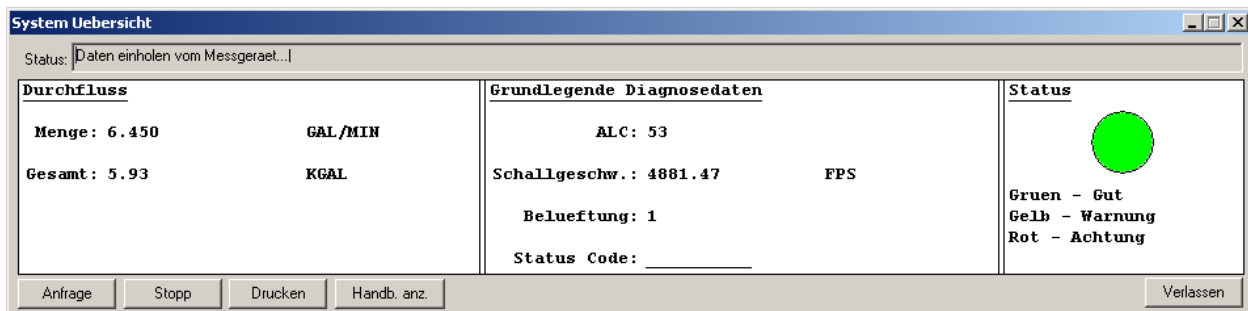 System Uebersicht
Status: Daten einholen vom Messgeraet...
Durchfluss
Menge: 6.450 GAL/MIN
Gesamt: 5.93 KGAL
Grundlegende Diagnosedaten
ALC: 53
Schallgeschw.: 4881.47 FPS
Belueftung: 1
Status Code:
Status
Gruen - Gut
Gelb - Warnung
Rot - Achtung
Anfrage Stopp Drucken Handb. anz. Verlassen